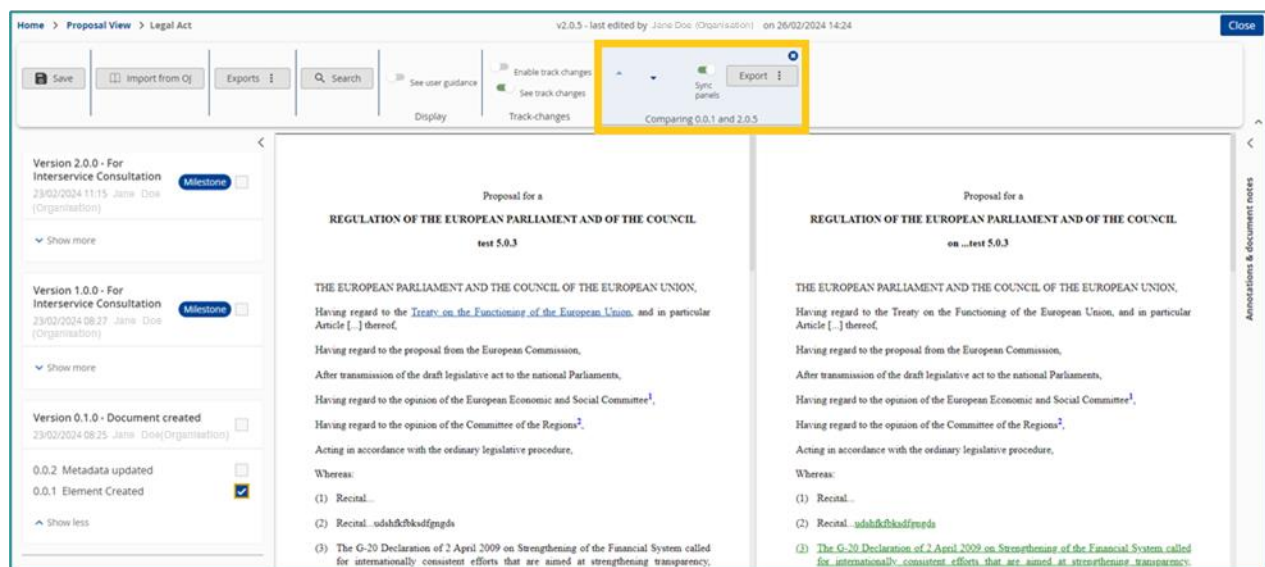 Home > Proposal View > Legal Act
v2.0.5 - last edited by Jane Doe (Organisation) on 26/02/2024 14:24
Close
Save
Import from OJ
Exports
Search
See user guidance
Display
Enable track changes
See track changes
Track-changes
Sync
panels
Export
Comparing 0.0.1 and 2.0.5
Version 2.0.0 - For
Interservice Consultation
Milestone
23/02/2024 11:15 Jane Doe
(Organisation)
Show more
Version 1.0.0 - For
Interservice Consultation
Milestone
23/02/2024 08:27 Jane Doe
(Organisation)
Show more
Version 0.1.0 - Document created
23/02/2024 08:25 Jane Doe(Organisation)
0.0.2 Metadata updated
0.0.1 Element Created
Show less
Proposal for a
REGULATION OF THE EUROPEAN PARLIAMENT AND OF THE COUNCIL
test 5.0.3
THE EUROPEAN PARLIAMENT AND THE COUNCIL OF THE EUROPEAN UNION,
Having regard to the Treaty on the Functioning of the European Union, and in particular
Article [...] thereof,
Having regard to the proposal from the European Commission,
After transmission of the draft legislative act to the national Parliaments,
Having regard to the opinion of the European Economic and Social Committee1,
Having regard to the opinion of the Committee of the Regions2,
Acting in accordance with the ordinary legislative procedure,
Whereas:
(1) Recital...
(2) Recital...udshfkfbksdfgngds
(3) The G-20 Declaration of 2 April 2009 on Strengthening of the Financial System called
for internationally consistent efforts that are aimed at strengthening transparency,
Proposal for a
REGULATION OF THE EUROPEAN PARLIAMENT AND OF THE COUNCIL
on ...test 5.0.3
THE EUROPEAN PARLIAMENT AND THE COUNCIL OF THE EUROPEAN UNION,
Having regard to the Treaty on the Functioning of the European Union, and in particular
Article [...] thereof,
Having regard to the proposal from the European Commission,
After transmission of the draft legislative act to the national Parliaments,
Having regard to the opinion of the European Economic and Social Committee1,
Having regard to the opinion of the Committee of the Regions2,
Acting in accordance with the ordinary legislative procedure,
Whereas:
(1) Recital...
(2) Recital...udshfkfbksdfgngds
(3) The G-20 Declaration of 2 April 2009 on Strengthening of the Financial System called
for internationally consistent efforts that are aimed at strengthening transparency,
Annotations & document notes